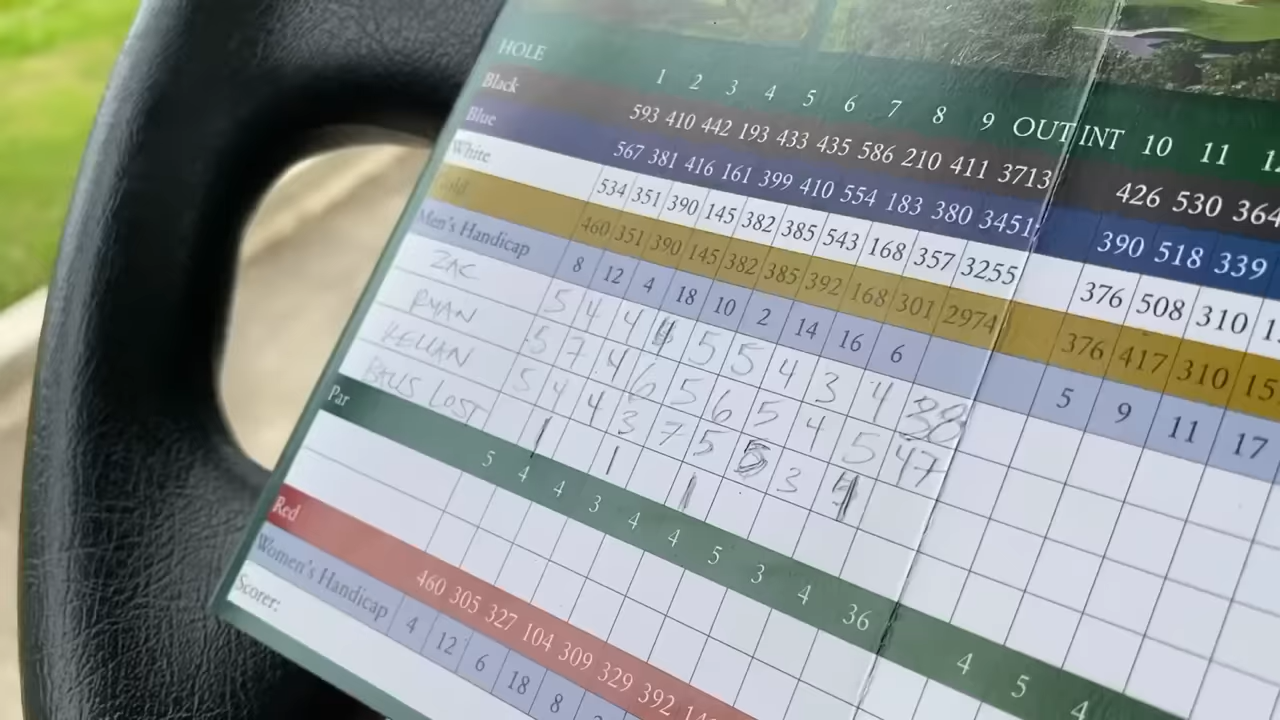 HOLE 1 2 3 4 5 6 7 8 9 OUT INT 10 11
Black 593 410 442 193 433 435 586 210 411 3713 426 530 364
Blue 567 381 416 161 399 410 554 183 380 3451 390 518 339
White 534 351 390 145 382 385 543 168 357 3255 376 508 310
Gold 460 351 390 145 382 385 392 168 301 2974 376 417 310 15
Men's Handicap 8 12 4 18 10 2 14 16 6 5 9 11 17
ZAC 5 4 4 4 5 5 4 3 4 38
RYAN 5 7 4 6 5 6 5 4 5 47
KELLAN 5 4 4 3 7 5 5 3 4
BALLS LOST 1 1 1
Par 5 4 4 3 4 4 5 3 4 36 4 5 4
Red 460 305 327 104 309 329 392
Women's Handicap 4 12 6 18 8
Scorer: